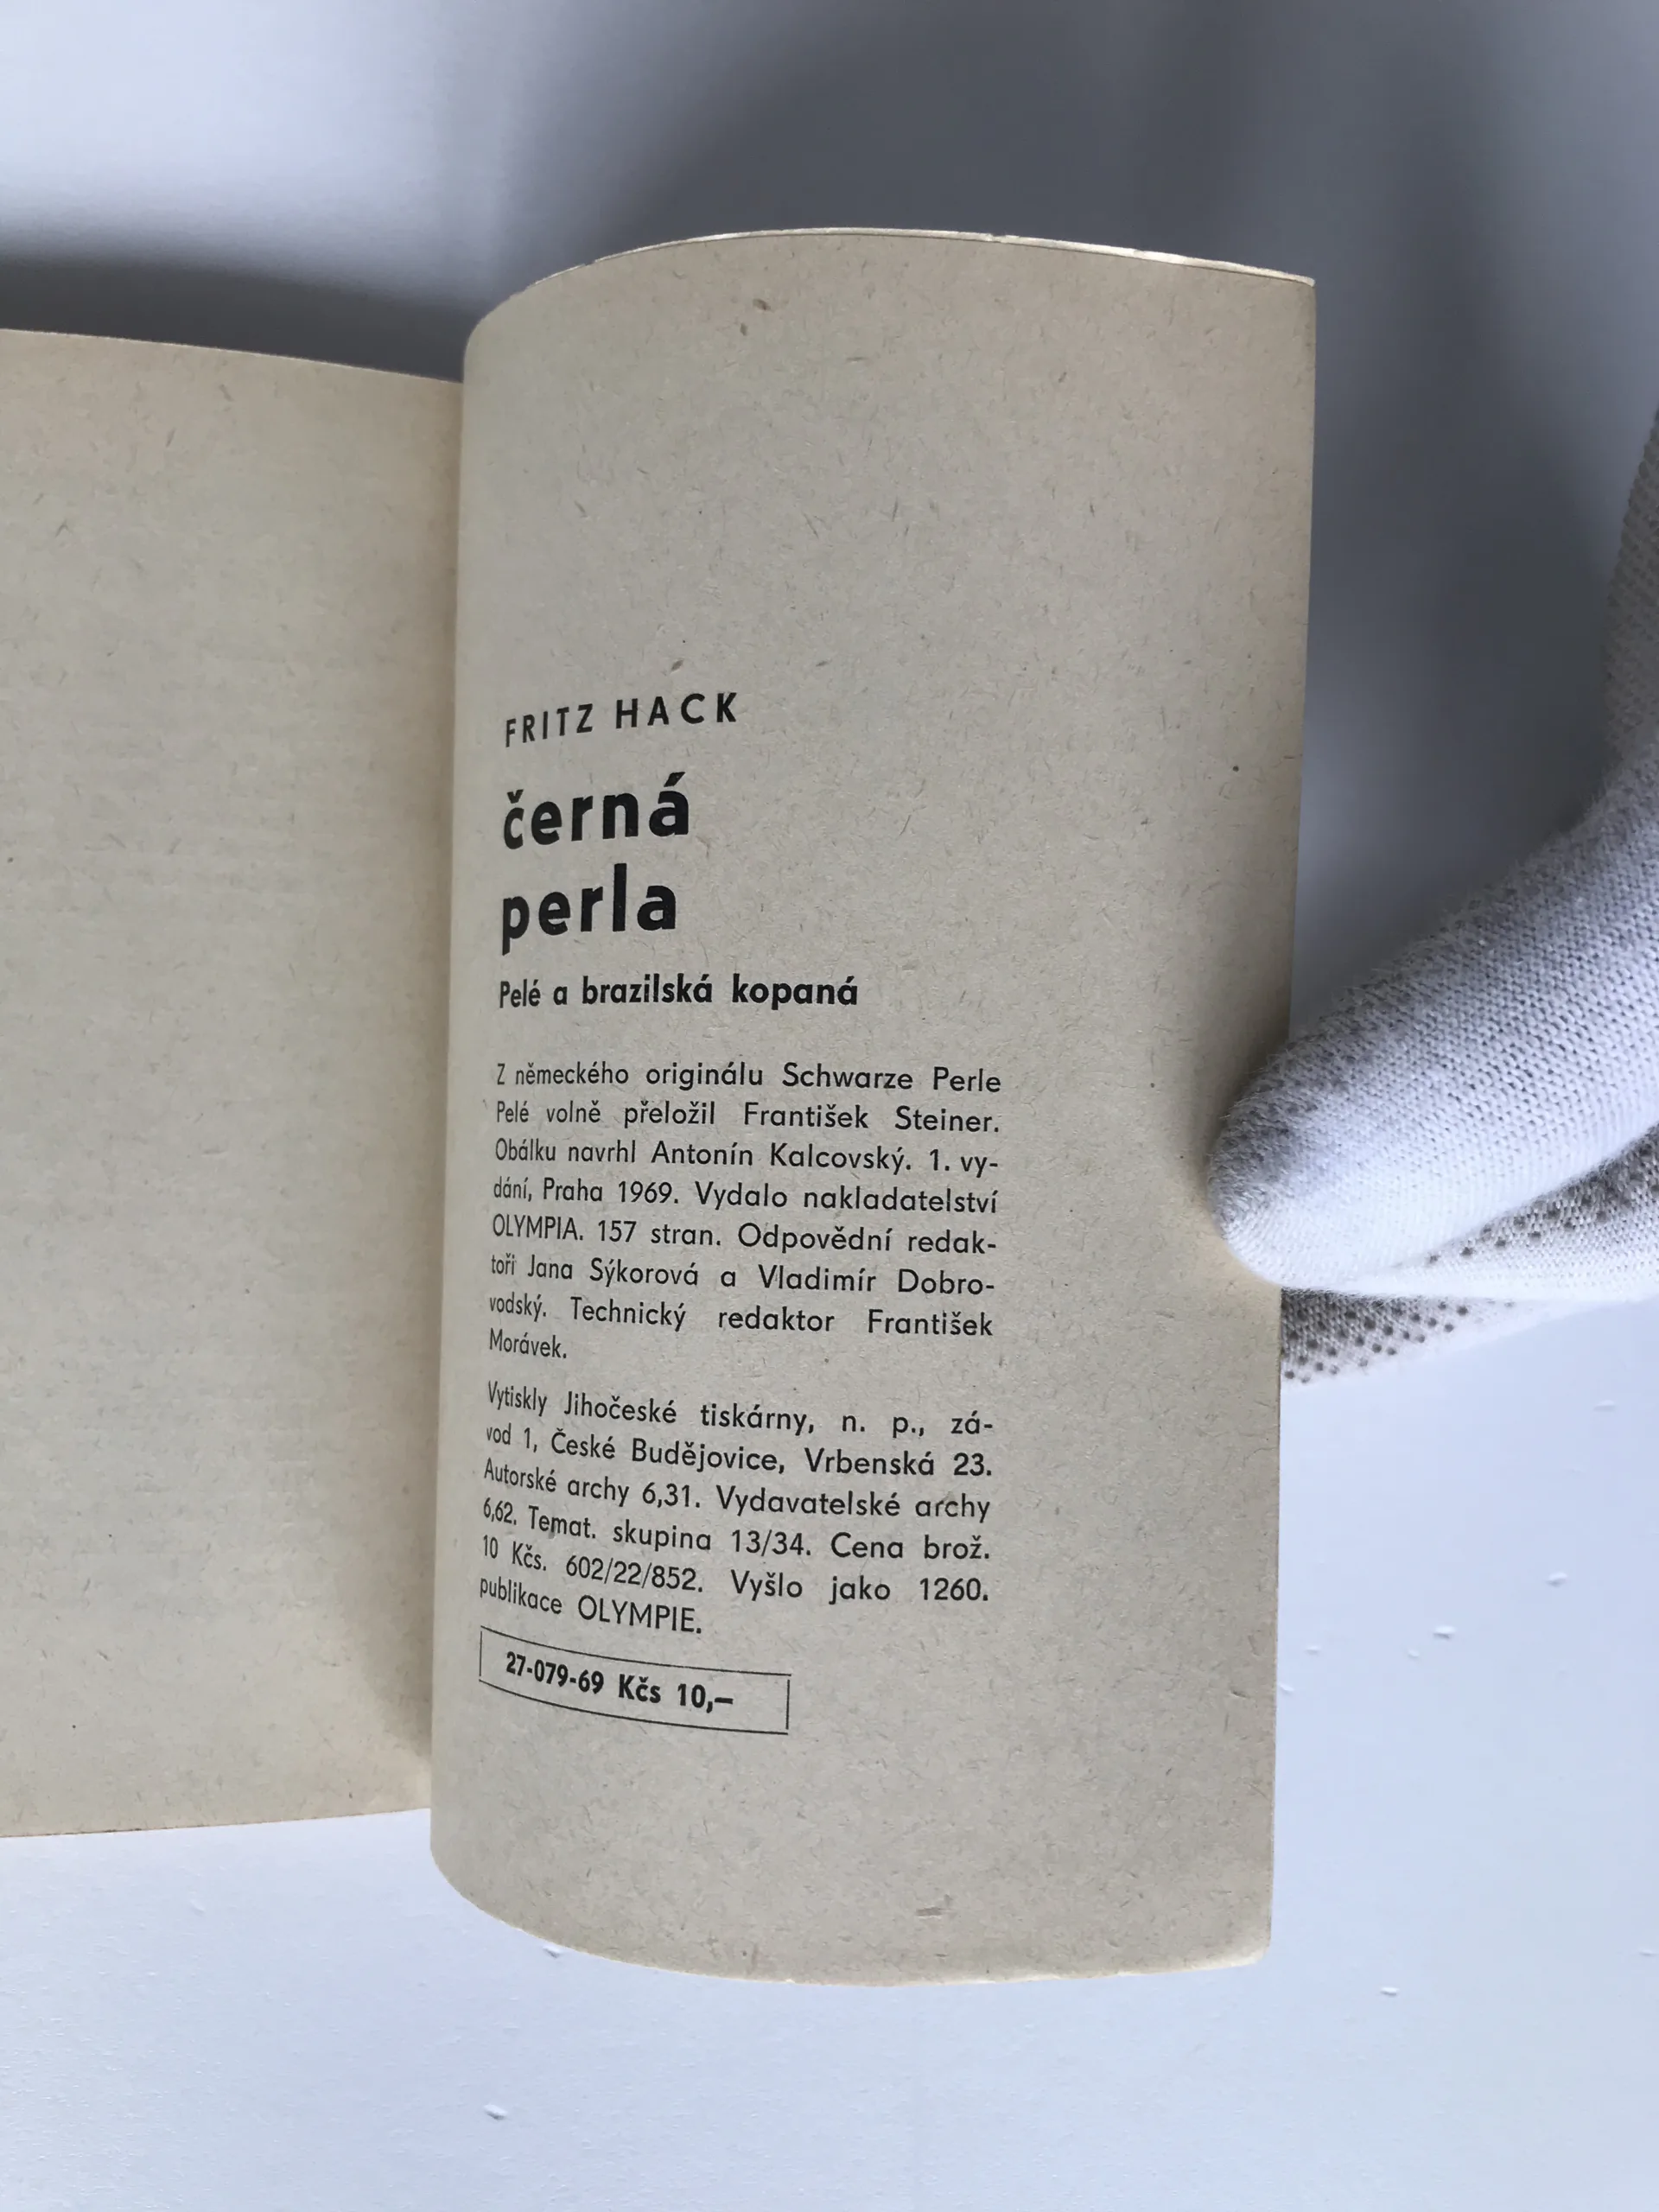 FRITZ HACK
černá
perla
Pelé a brazilská kopaná
Z německého originálu Schwarze Perle
Pelé volně přeložil František Steiner.
Obálku navrhl Antonín Kalcovský. 1. vy-
dání, Praha 1969. Vydalo nakladatelství
OLYMPIA. 157 stran. Odpovědní redak-
toři Jana Sýkorová a Vladimír Dobro-
vodský. Technický redaktor František
Morávek.
Vytiskly Jihočeské tiskárny, n. p., zá-
vod 1, České Budějovice, Vrbenská 23.
Autorské archy 6,31. Vydavatelské archy
6,62. Temat. skupina 13/34. Cena brož.
10 Kčs. 602/22/852. Vyšlo jako 1260.
publikace OLYMPIE.
27-079-69 Kčs 10,—